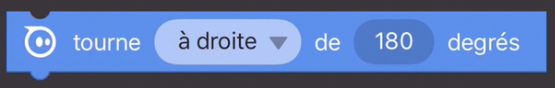 tourne à droite de 180 degrés